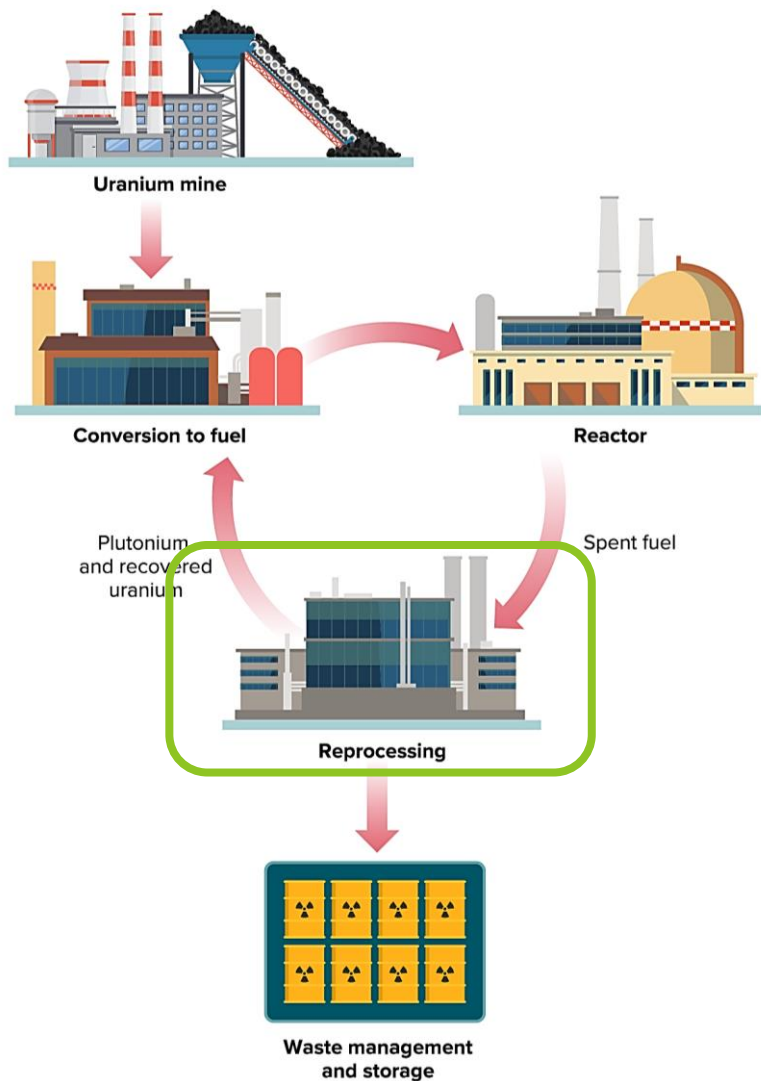 Uranium mine
Conversion to fuel
Reactor
Plutonium
and recovered
uranium
Spent fuel
Reprocessing
Waste management
and storage